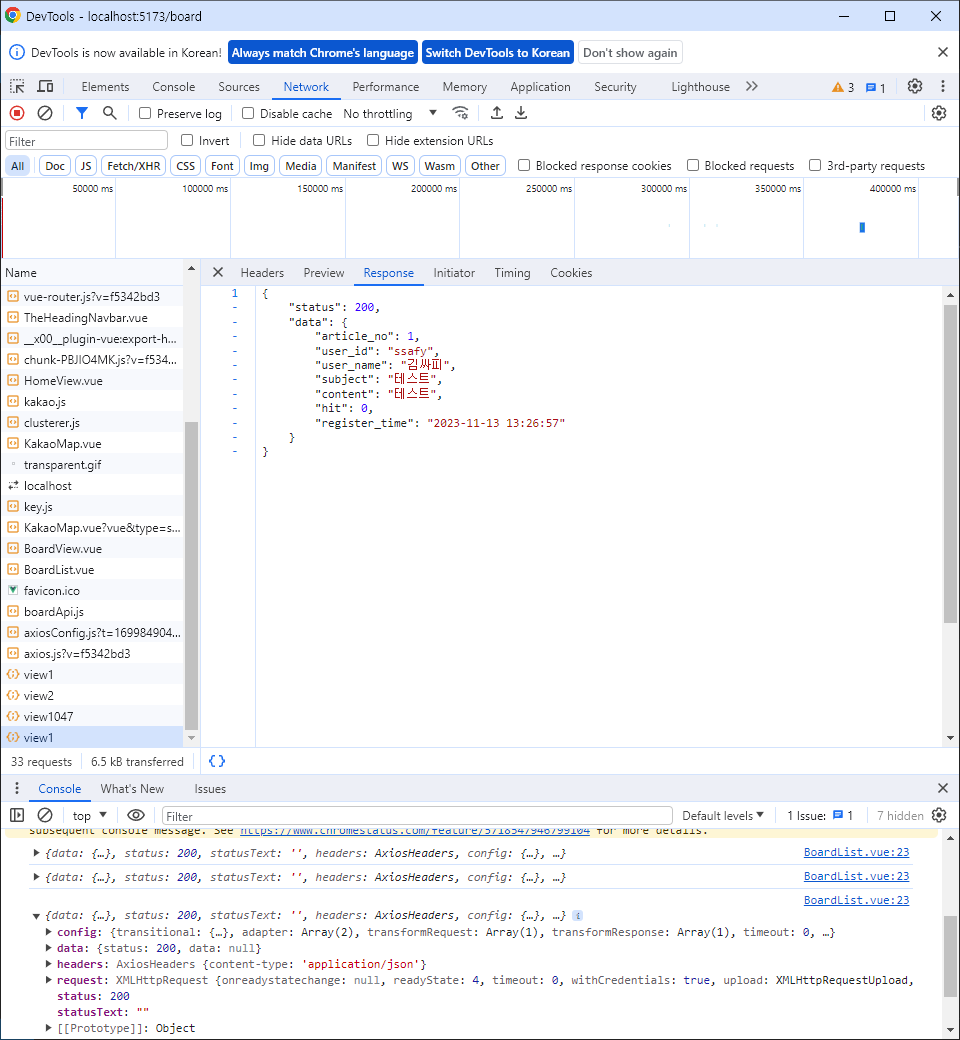 DevTools - localhost:5173/board
DevTools is now available in Korean! Always match Chrome's language Switch DevTools to Korean Don't show again
Elements Console Sources Network Performance Memory Application Security Lighthouse 3 1
Preserve log Disable cache No throttling
Filter Invert Hide data URLs Hide extension URLs
All Doc JS Fetch/XHR CSS Font Img Media Manifest WS Wasm Other Blocked response cookies Blocked requests 3rd-party requests
50000 ms 100000 ms 150000 ms 200000 ms 250000 ms 300000 ms 350000 ms 400000 ms
Name
vue-router.js?v=f5342bd3
TheHeadingNavbar.vue
__x00__plugin-vue:export-h...
chunk-PBJIO4MK.js?v=f534...
HomeView.vue
kakao.js
clusterer.js
KakaoMap.vue
transparent.gif
localhost
key.js
KakaoMap.vue?vue&type=s...
BoardView.vue
BoardList.vue
favicon.ico
boardApi.js
axiosConfig.js?t=169984904...
axios.js?v=f5342bd3
view1
view2
view1047
view1
33 requests 6.5 kB transferred { }
Headers Preview Response Initiator Timing Cookies
1 {
- "status": 200,
- "data": {
- "article_no": 1,
- "user_id": "ssafy",
- "user_name": "김싸피",
- "subject": "테스트",
- "content": "테스트",
- "hit": 0,
- "register_time": "2023-11-13 13:26:57"
- }
- }
Console What's New Issues
top Filter Default levels 1 Issue: 1 7 hidden
subsequent console message. See https://www.chromestatus.com/feature/5718547946799104 for more details.
{data: {…}, status: 200, statusText: '', headers: AxiosHeaders, config: {…}, …} BoardList.vue:23
{data: {…}, status: 200, statusText: '', headers: AxiosHeaders, config: {…}, …} BoardList.vue:23
BoardList.vue:23
{data: {…}, status: 200, statusText: '', headers: AxiosHeaders, config: {…}, …} i
config: {transitional: {…}, adapter: Array(2), transformRequest: Array(1), transformResponse: Array(1), timeout: 0, …}
data: {status: 200, data: null}
headers: AxiosHeaders {content-type: 'application/json'}
request: XMLHttpRequest {onreadystatechange: null, readyState: 4, timeout: 0, withCredentials: true, upload: XMLHttpRequestUpload,
status: 200
statusText: ""
[[Prototype]]: Object